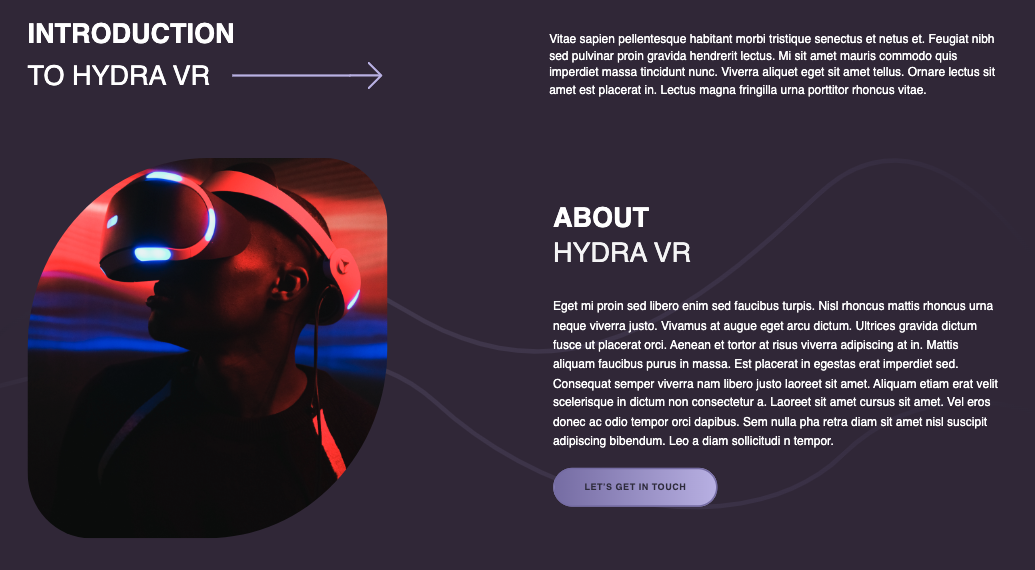 INTRODUCTION
TO HYDRA VR
Vitae sapien pellentesque habitant morbi tristique senectus et netus et. Feugiat nibh
sed pulvinar proin gravida hendrerit lectus. Mi sit amet mauris commodo quis
imperdiet massa tincidunt nunc. Viverra aliquet eget sit amet tellus. Ornare lectus sit
amet est placerat in. Lectus magna fringilla urna porttitor rhoncus vitae.
ABOUT
HYDRA VR
Eget mi proin sed libero enim sed faucibus turpis. Nisl rhoncus mattis rhoncus urna
neque viverra justo. Vivamus at augue eget arcu dictum. Ultrices gravida dictum
fusce ut placerat orci. Aenean et tortor at risus viverra adipiscing at in. Mattis
aliquam faucibus purus in massa. Est placerat in egestas erat imperdiet sed.
Consequat semper viverra nam libero justo laoreet sit amet. Aliquam etiam erat velit
scelerisque in dictum non consectetur a. Laoreet sit amet cursus sit amet. Vel eros
donec ac odio tempor orci dapibus. Sem nulla pha retra diam sit amet nisl suscipit
adipiscing bibendum. Leo a diam sollicitudi n tempor.
LET'S GET IN TOUCH